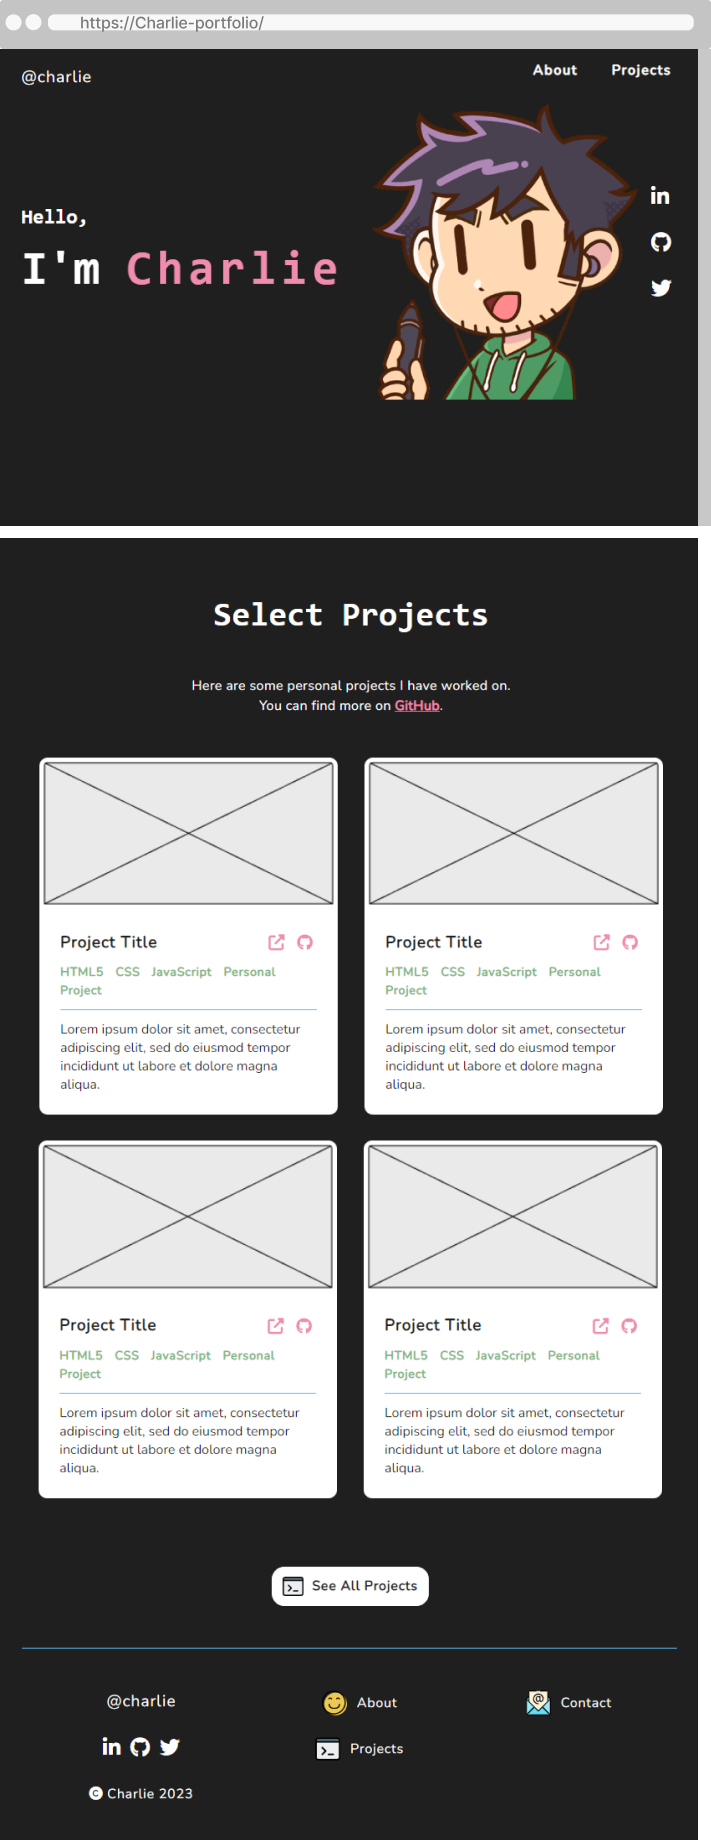 https://Charlie-portfolio/
@charlie
About Projects
Hello,
I'm Charlie
Select Projects
Here are some personal projects I have worked on.
You can find more on GitHub.
Project Title
HTML5 CSS JavaScript Personal
Project
Lorem ipsum dolor sit amet, consectetur
adipiscing elit, sed do eiusmod tempor
incididunt ut labore et dolore magna
aliqua.
Project Title
HTML5 CSS JavaScript Personal
Project
Lorem ipsum dolor sit amet, consectetur
adipiscing elit, sed do eiusmod tempor
incididunt ut labore et dolore magna
aliqua.
Project Title
HTML5 CSS JavaScript Personal
Project
Lorem ipsum dolor sit amet, consectetur
adipiscing elit, sed do eiusmod tempor
incididunt ut labore et dolore magna
aliqua.
Project Title
HTML5 CSS JavaScript Personal
Project
Lorem ipsum dolor sit amet, consectetur
adipiscing elit, sed do eiusmod tempor
incididunt ut labore et dolore magna
aliqua.
See All Projects
@charlie
© Charlie 2023
About
Projects
Contact